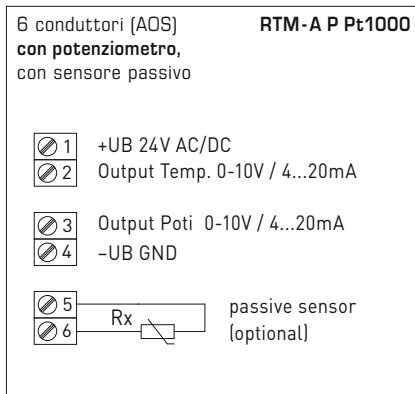 6 conduttori (AOS) RTM-A P Pt1000
con potenziometro,
con sensore passivo
1 +UB 24V AC/DC
2 Output Temp. 0-10V / 4...20mA
3 Output Poti 0-10V / 4...20mA
4 –UB GND
5 passive sensor
Rx
6 (optional)